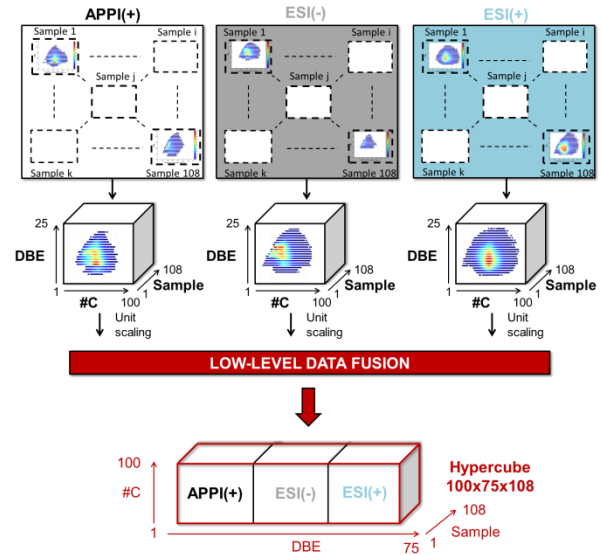 APPI(+)
ESI(-)
ESI(+)
Sample 1
Sample i
Sample j
Sample k
Sample 108
Sample 1
Sample i
Sample j
Sample k
Sample 108
Sample 1
Sample i
Sample j
Sample k
Sample 108
25
DBE
1
#C
100
1
108
Sample
25
DBE
1
#C
100
1
108
Sample
25
DBE
1
#C
100
1
108
Sample
Unit
scaling
Unit
scaling
Unit
scaling
LOW-LEVEL DATA FUSION
100
#C
1
APPI(+)
ESI(-)
ESI(+)
DBE
75
1
108
Sample
Hypercube
100x75x108